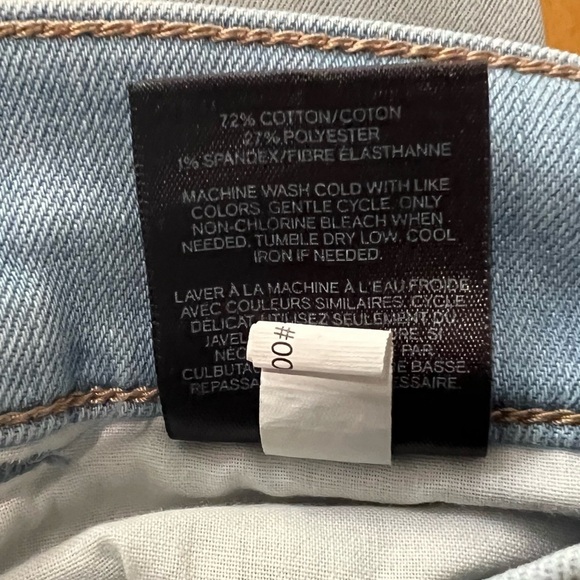 72% COTTON/COTON
27% POLYESTER
1% SPANDEX/FIBRE ÉLASTHANNE
MACHINE WASH COLD WITH LIKE
COLORS. GENTLE CYCLE. ONLY
NON-CHLORINE BLEACH WHEN
NEEDED. TUMBLE DRY LOW. COOL
IRON IF NEEDED.
LAVER À LA MACHINE À L'EAU FROIDE
AVEC COULEURS SIMILAIRES. CYCLE
DÉLICAT. UTILISEZ SEULEMENT DU
SI
PAR
BASSE.
00#